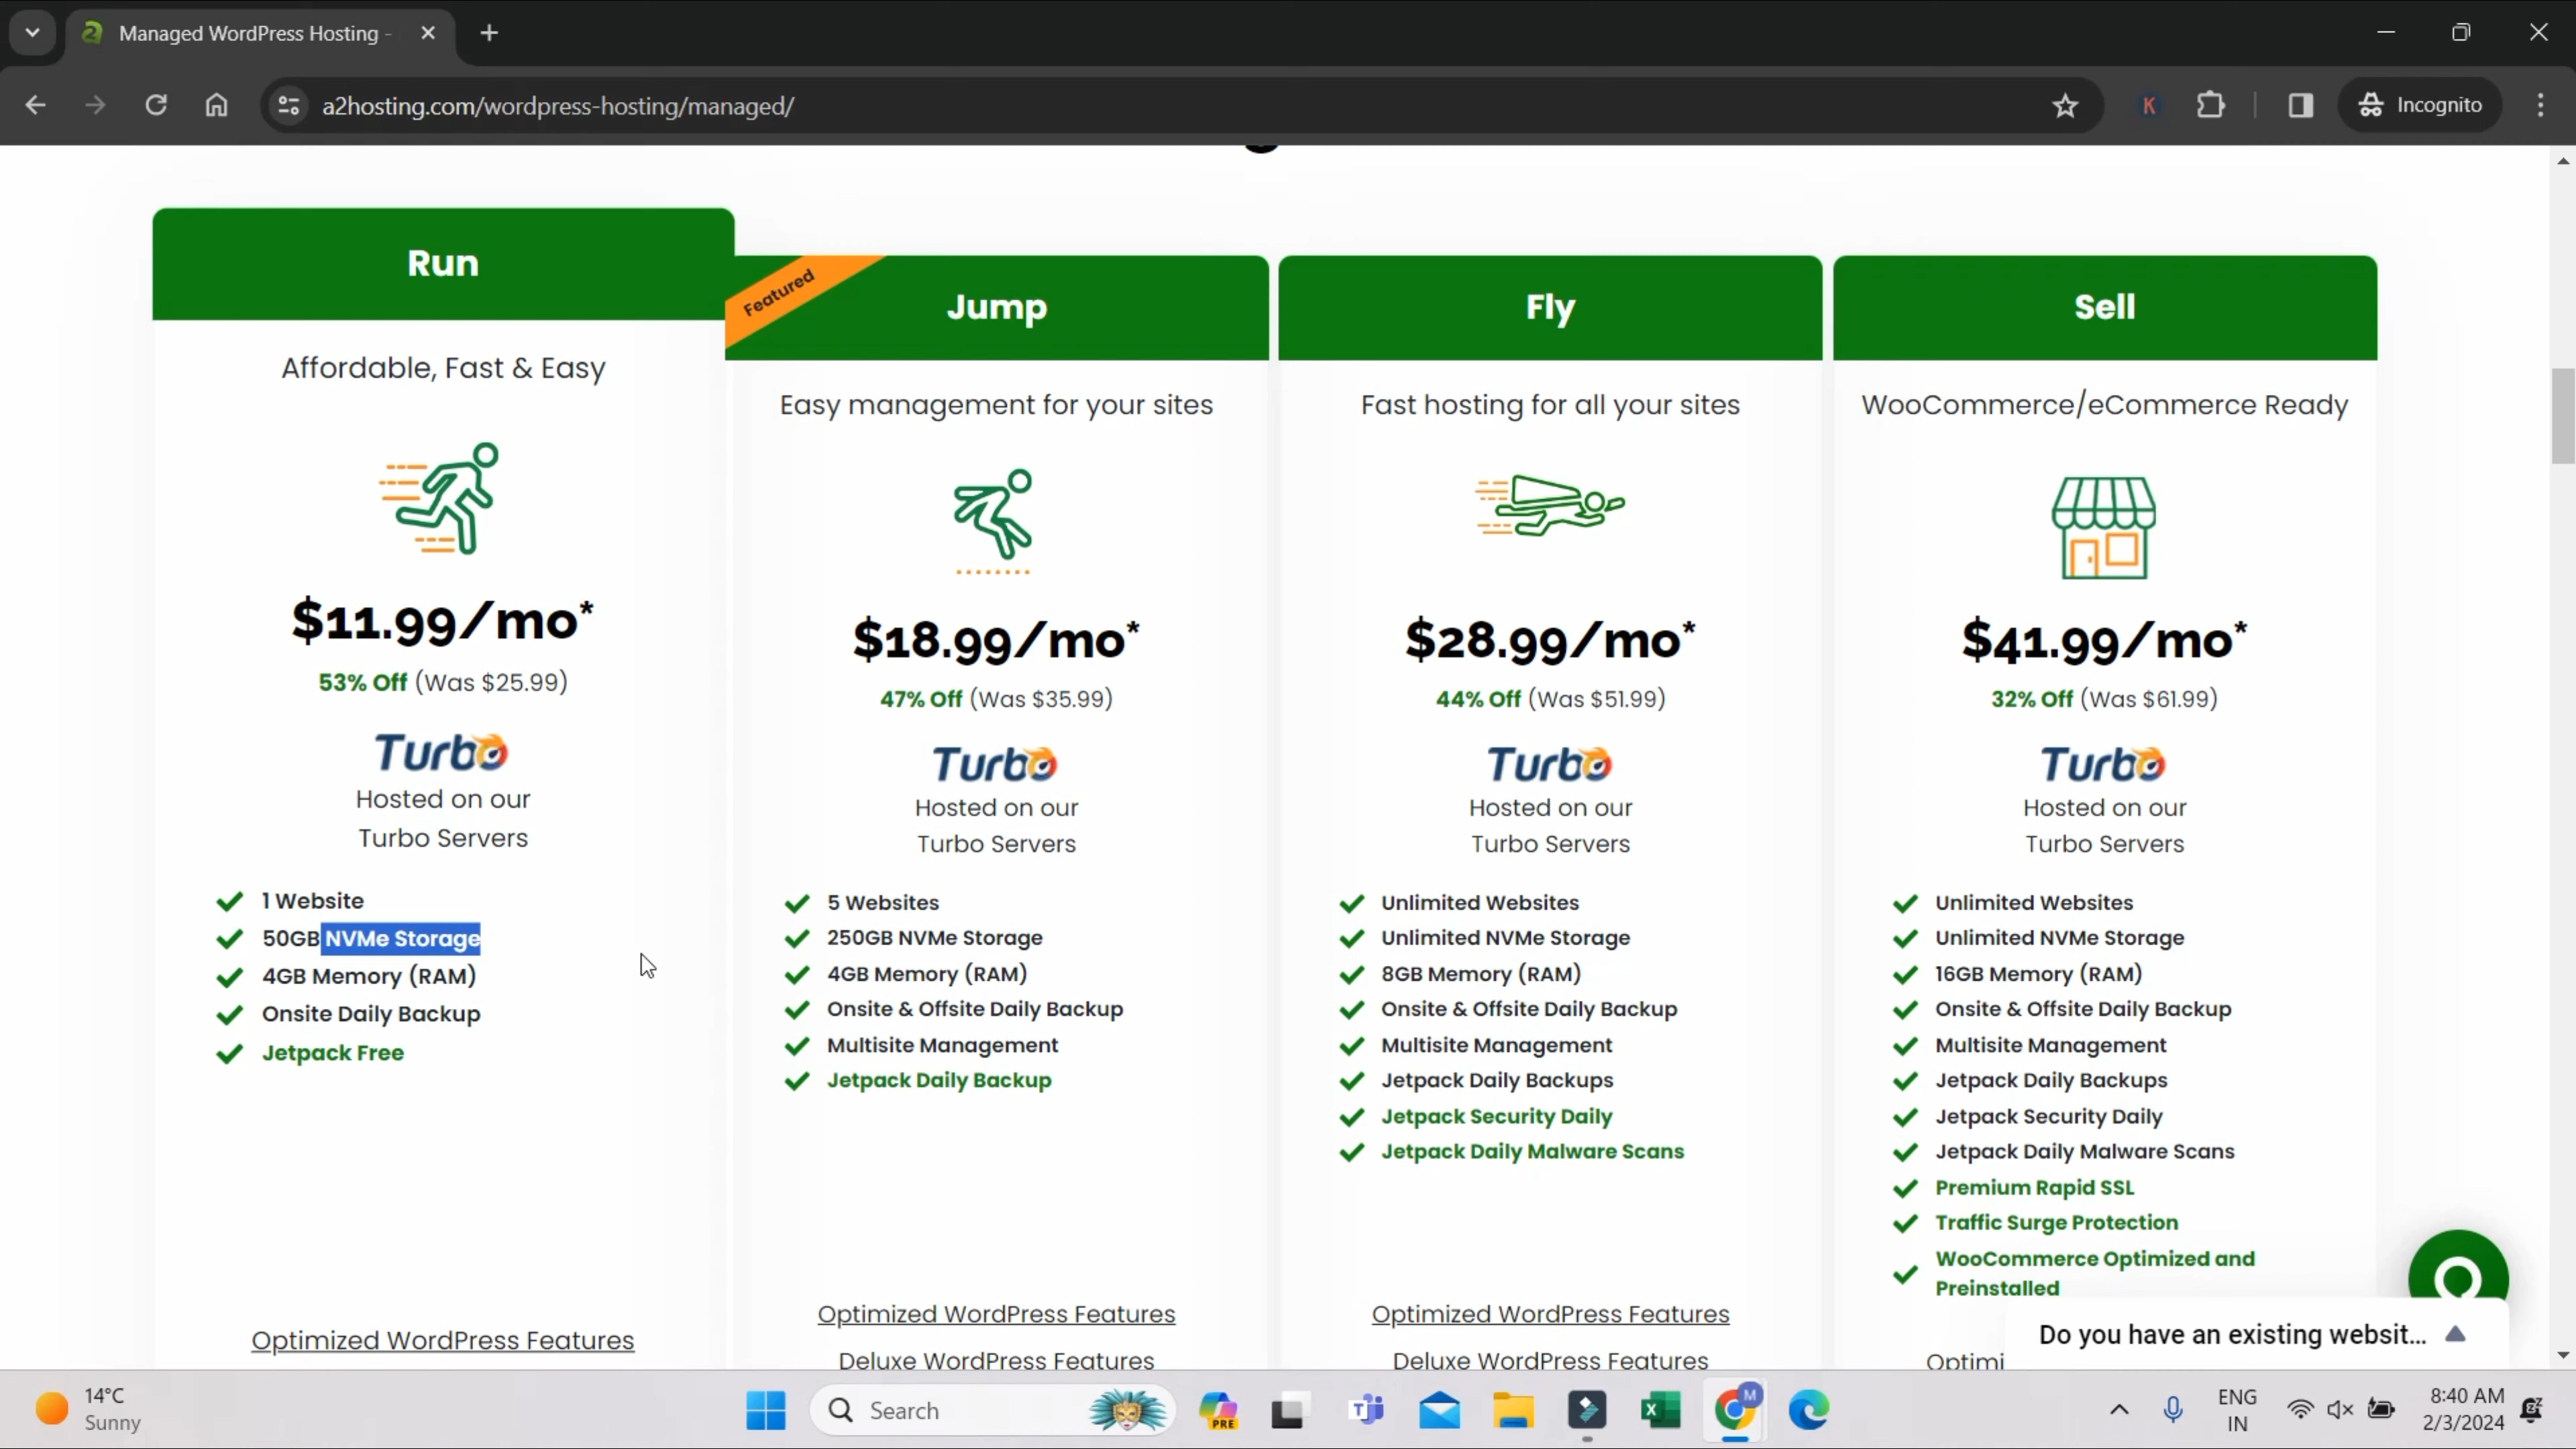 Managed WordPress Hosting -
a2hosting.com/wordpress-hosting/managed/
K
Incognito
Run
Affordable, Fast & Easy
$11.99/mo*
53% Off (Was $25.99)
Turbo
Hosted on our
Turbo Servers
1 Website
50GB NVMe Storage
4GB Memory (RAM)
Onsite Daily Backup
Jetpack Free
Optimized WordPress Features
Featured
Jump
Easy management for your sites
$18.99/mo*
47% Off (Was $35.99)
Turbo
Hosted on our
Turbo Servers
5 Websites
250GB NVMe Storage
4GB Memory (RAM)
Onsite & Offsite Daily Backup
Multisite Management
Jetpack Daily Backup
Optimized WordPress Features
Deluxe WordPress Features
Fly
Fast hosting for all your sites
$28.99/mo*
44% Off (Was $51.99)
Turbo
Hosted on our
Turbo Servers
Unlimited Websites
Unlimited NVMe Storage
8GB Memory (RAM)
Onsite & Offsite Daily Backup
Multisite Management
Jetpack Daily Backups
Jetpack Security Daily
Jetpack Daily Malware Scans
Optimized WordPress Features
Deluxe WordPress Features
Sell
WooCommerce/eCommerce Ready
$41.99/mo*
32% Off (Was $61.99)
Turbo
Hosted on our
Turbo Servers
Unlimited Websites
Unlimited NVMe Storage
16GB Memory (RAM)
Onsite & Offsite Daily Backup
Multisite Management
Jetpack Daily Backups
Jetpack Security Daily
Jetpack Daily Malware Scans
Premium Rapid SSL
Traffic Surge Protection
WooCommerce Optimized and
Preinstalled
Optimi
Do you have an existing websit...
14°C
Sunny
Search
PRE
M
ENG
IN
8:40 AM
2/3/2024